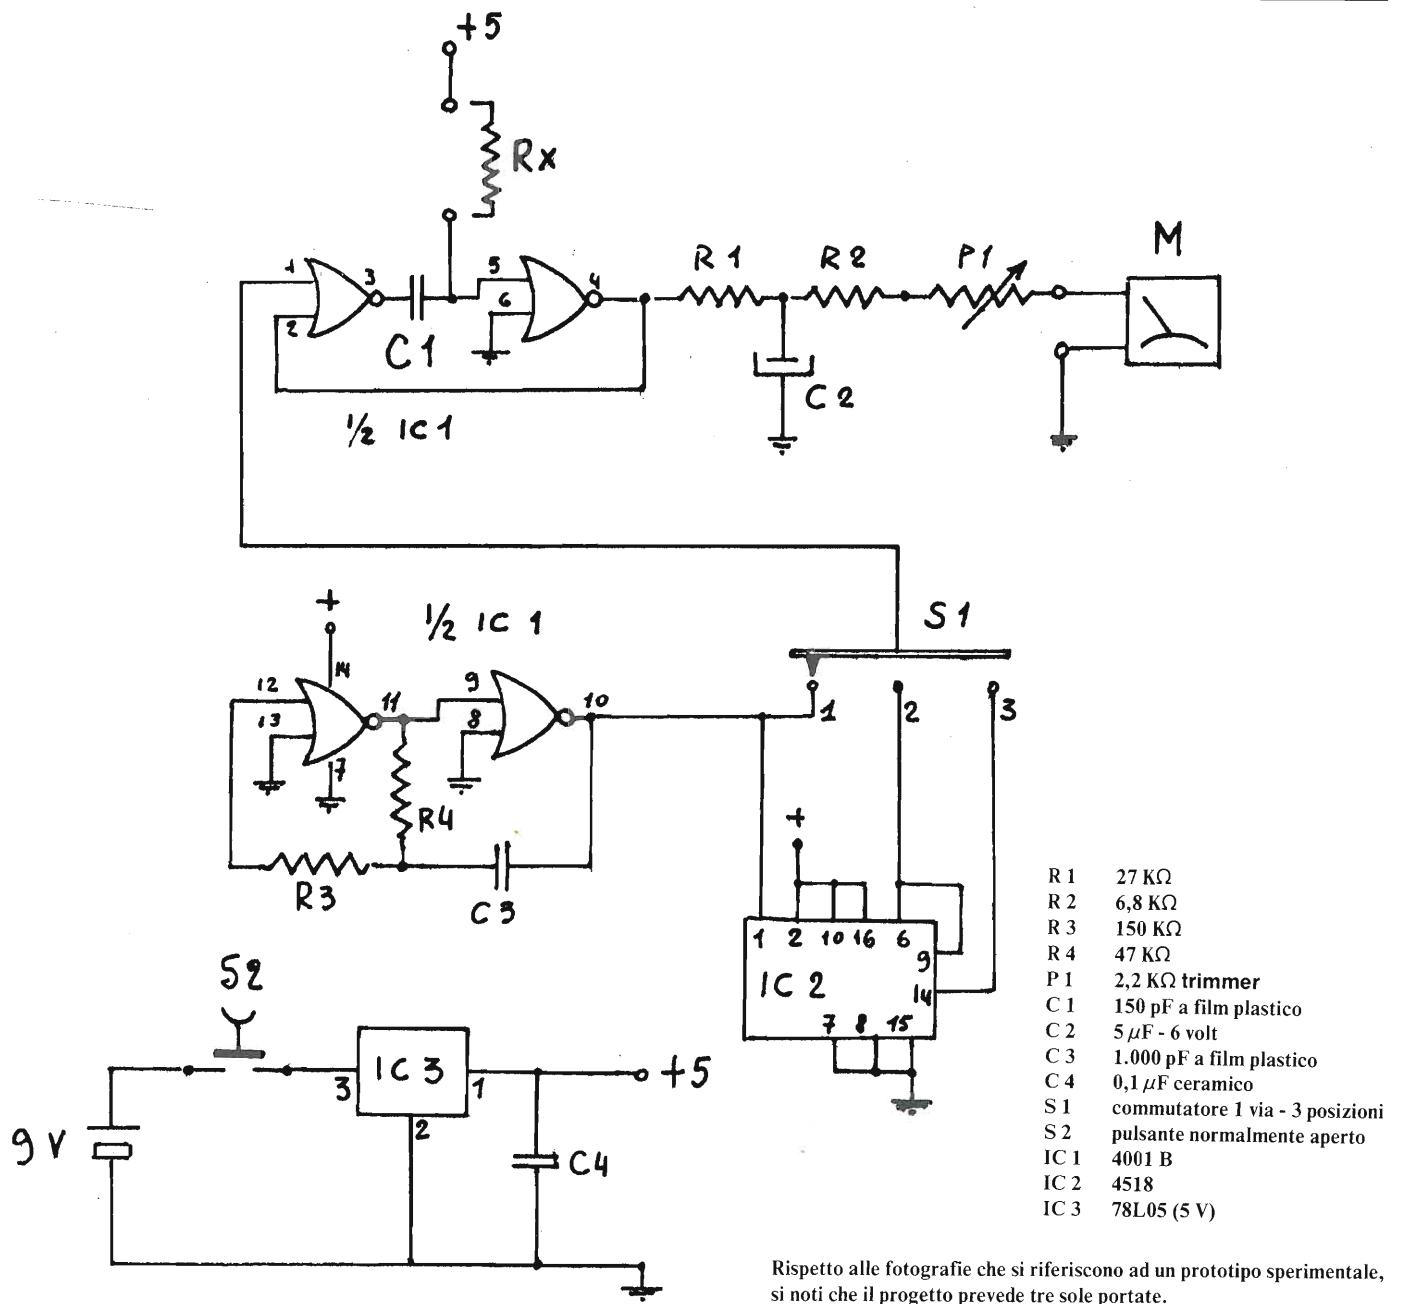 +5
Rx
1
2
3
C1
5
6
4
R1
R2
P1
M
C2
½ IC1
+
½ IC 1
S1
14
12
13
11
7
9
8
10
1
2
3
R4
R3
C3
+
1 2 10 16 6
9
IC 2
14
7 8 15
S2
IC 3
3
1
+5
2
9 V
C4
R 1 27 KΩ
R 2 6,8 KΩ
R 3 150 KΩ
R 4 47 KΩ
P 1 2,2 KΩ trimmer
C 1 150 pF a film plastico
C 2 5 µF - 6 volt
C 3 1.000 pF a film plastico
C 4 0,1 µF ceramico
S 1 commutatore 1 via - 3 posizioni
S 2 pulsante normalmente aperto
IC 1 4001 B
IC 2 4518
IC 3 78L05 (5 V)
Rispetto alle fotografie che si riferiscono ad un prototipo sperimentale,
si noti che il progetto prevede tre sole portate.